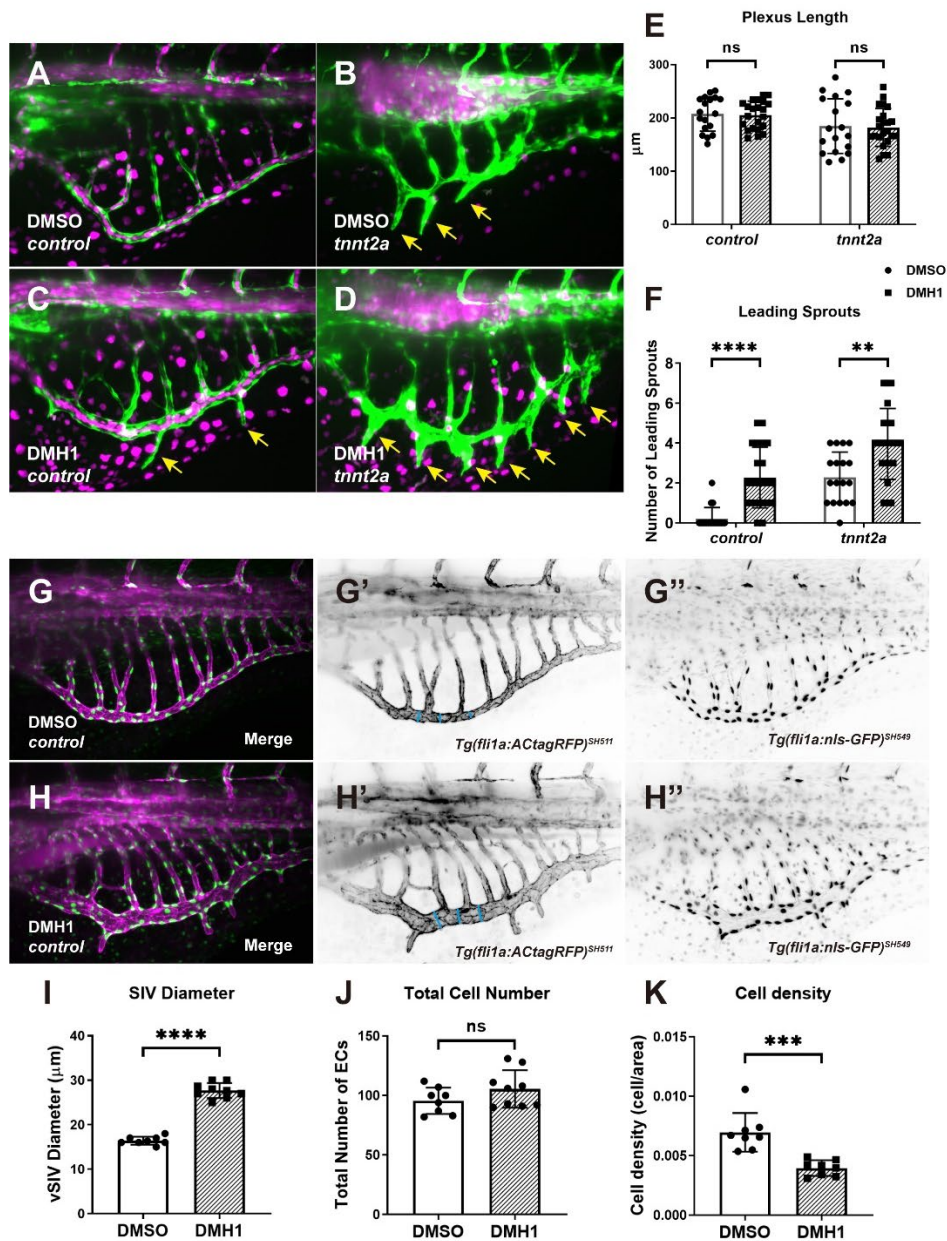 A
DMSO
control
B
DMSO
tnnt2a
C
DMH1
control
D
DMH1
tnnt2a
E
Plexus Length
ns
ns
300
200
100
0
μm
control
tnnt2a
DMSO
DMH1
F
Leading Sprouts
****
**
8
6
4
2
0
Number of Leading Sprouts
control
tnnt2a
G
DMSO
control
Merge
G'
Tg(fli1a:ACtagRFP)SH511
G''
Tg(fli1a:nls-GFP)SH549
H
DMH1
control
Merge
H'
Tg(fli1a:ACtagRFP)SH511
H''
Tg(fli1a:nls-GFP)SH549
I
SIV Diameter
****
40
30
20
10
0
vSIV Diameter (μm)
DMSO
DMH1
J
Total Cell Number
ns
150
100
50
0
Total Number of ECs
DMSO
DMH1
K
Cell density
***
0.015
0.010
0.005
0.000
Cell density (cell/area)
DMSO
DMH1